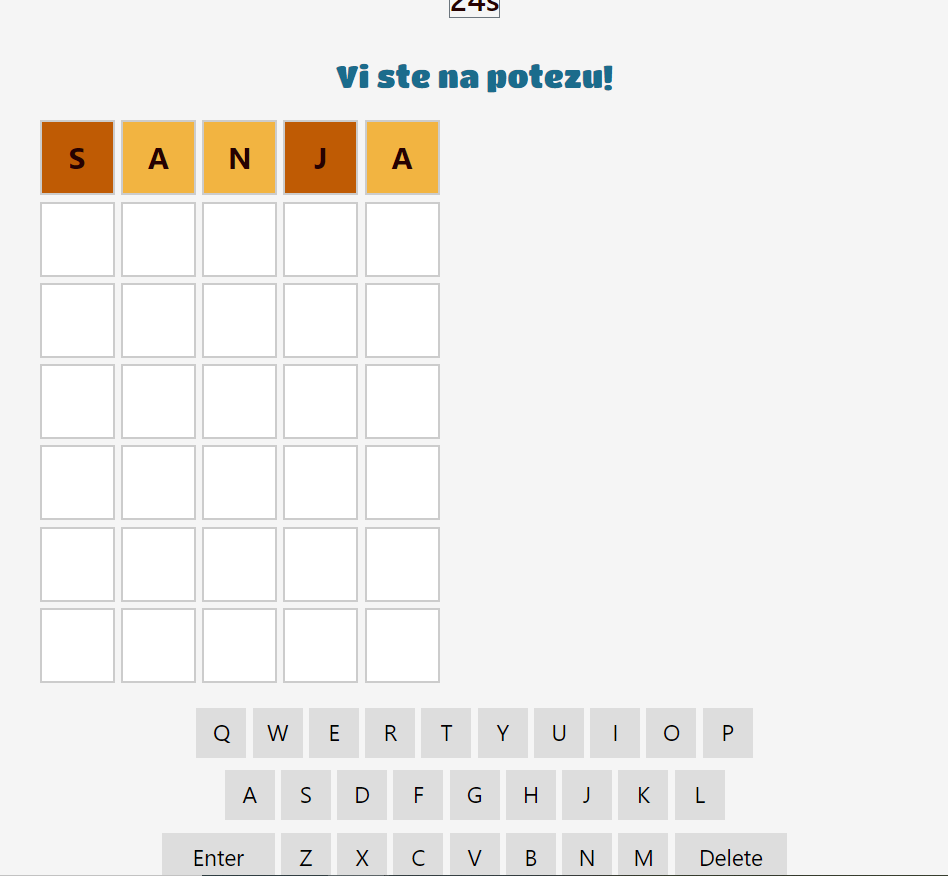 24s
Vi ste na potezu!
S A N J A
Q W E R T Y U I O P
A S D F G H J K L
Enter Z X C V B N M Delete